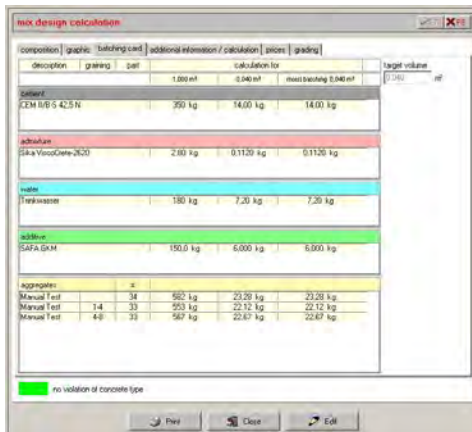 mix design calculation
composition graphic batching card additional information / calculation prices grading
description graining part calculation for target volume
1,000 m³ 0,040 m³ moist batching 0,040 m³ 0,040 m³
cement
CEM III/B-S 42,5 N 350 kg 14,00 kg 14,00 kg
admixture
Sika ViscoCrete-2620 2,80 kg 0,1120 kg 0,1120 kg
water
Trinkwasser 180 kg 7,20 kg 7,20 kg
additive
SAFA GKM 150,0 kg 6,000 kg 6,000 kg
aggregates
Manual Test 34 582 kg 23,28 kg 23,28 kg
Manual Test 1-4 33 553 kg 22,12 kg 22,12 kg
Manual Test 4-8 33 567 kg 22,67 kg 22,67 kg
no violation of concrete type
Print Close Edit